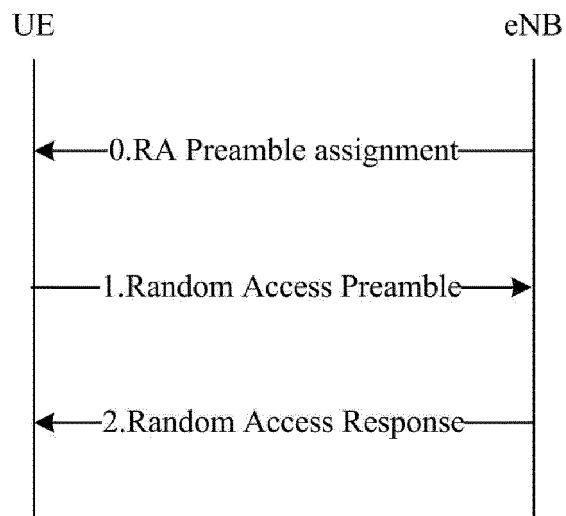 UE
eNB
0.RA Preamble assignment
1.Random Access Preamble
2.Random Access Response